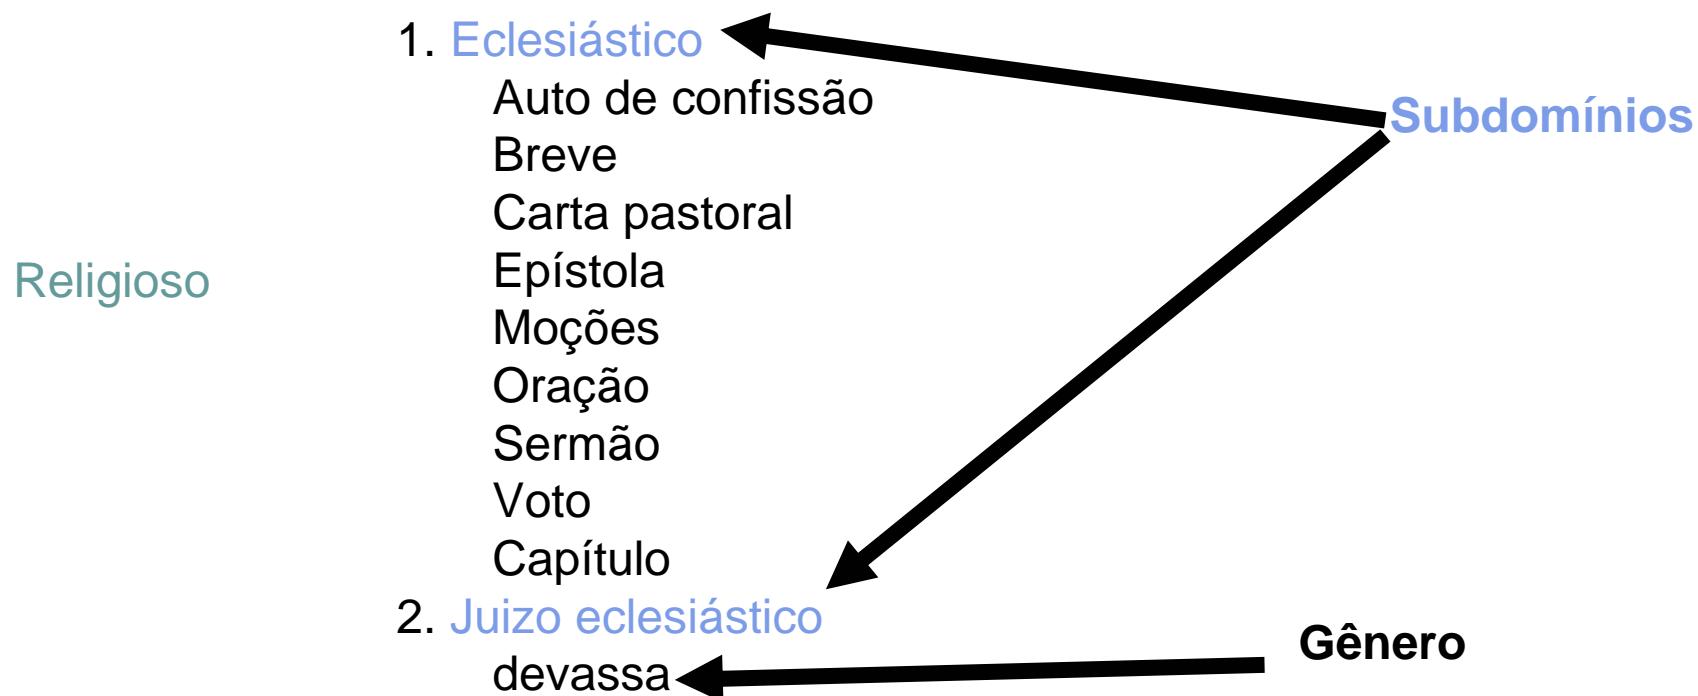 Religioso
1. Eclesiástico
Auto de confissão
Breve
Carta pastoral
Epístola
Moções
Oração
Sermão
Voto
Capítulo
2. Juizo eclesiástico
devassa
Subdomínios
Gênero